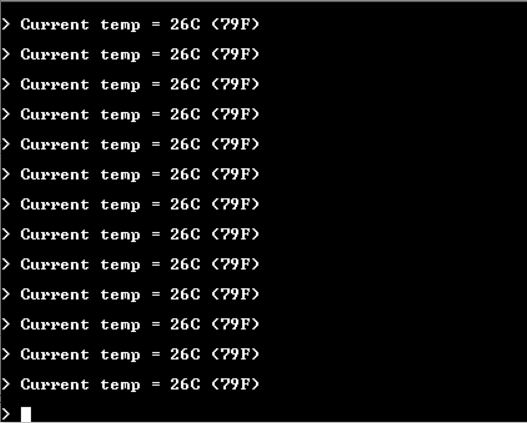 > Current temp = 26C (79F)
> Current temp = 26C (79F)
> Current temp = 26C (79F)
> Current temp = 26C (79F)
> Current temp = 26C (79F)
> Current temp = 26C (79F)
> Current temp = 26C (79F)
> Current temp = 26C (79F)
> Current temp = 26C (79F)
> Current temp = 26C (79F)
> Current temp = 26C (79F)
> Current temp = 26C (79F)
> Current temp = 26C (79F)
>